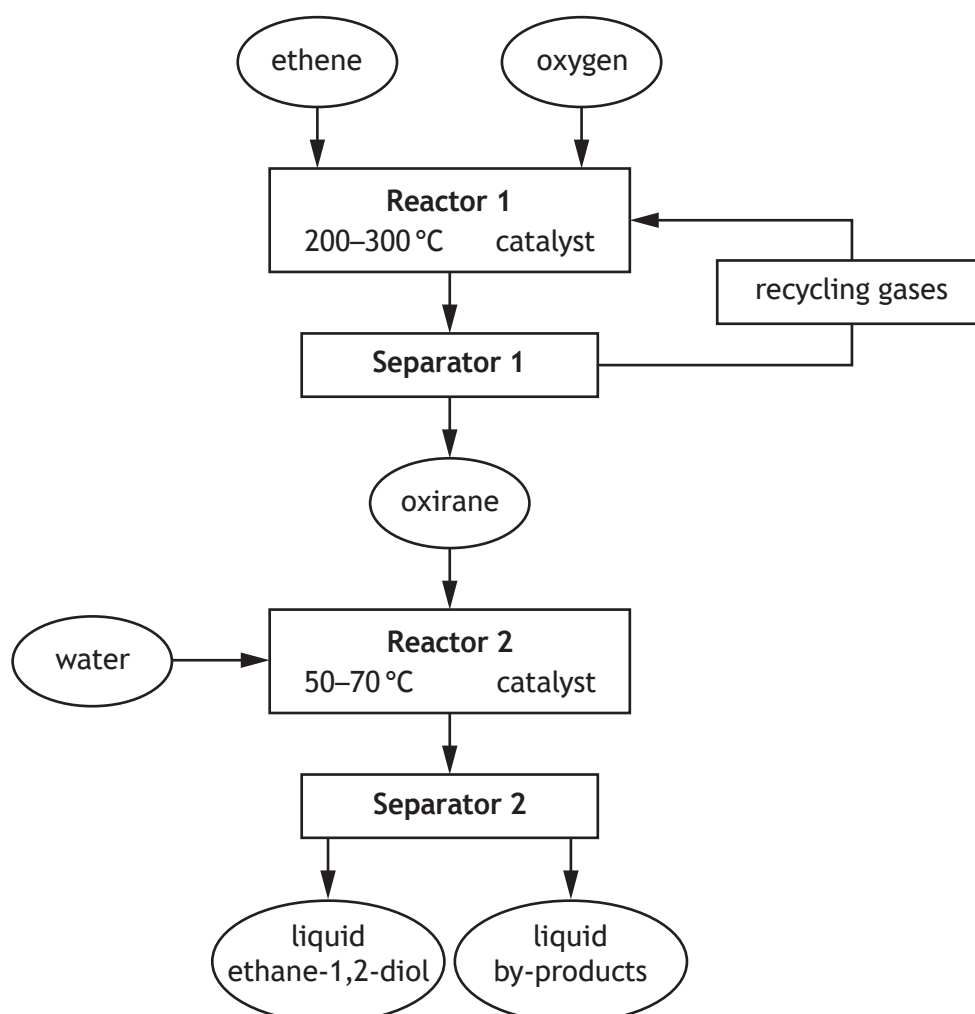 ethene
oxygen
Reactor 1
200–300 °C catalyst
recycling gases
Separator 1
oxirane
water
Reactor 2
50–70 °C catalyst
Separator 2
liquid
ethane-1,2-diol
liquid
by-products